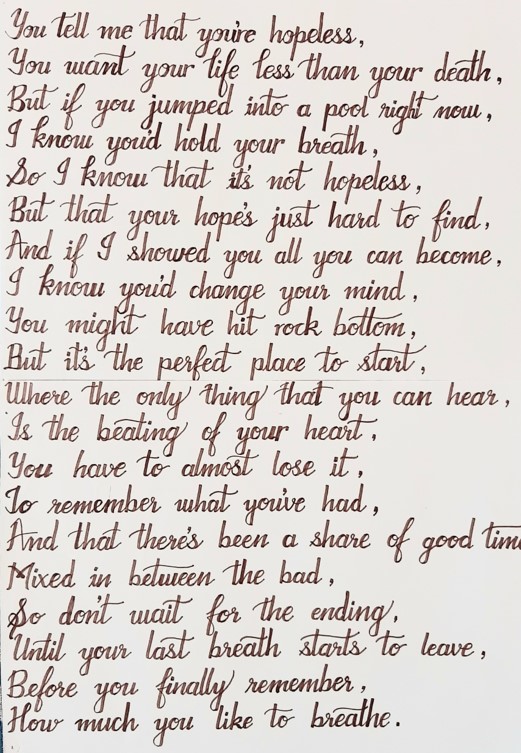 You tell me that you're hopeless,
You want your life less than your death,
But if you jumped into a pool right now,
I know you'd hold your breath,
So I know that it's not hopeless,
But that your hope's just hard to find,
And if I showed you all you can become,
I know you'd change your mind,
You might have hit rock bottom,
But it's the perfect place to start,
Where the only thing that you can hear,
Is the beating of your heart,
You have to almost lose it,
To remember what you've had,
And that there's been a share of good time
Mixed in between the bad,
So don't wait for the ending,
Until your last breath starts to leave,
Before you finally remember,
How much you like to breathe.